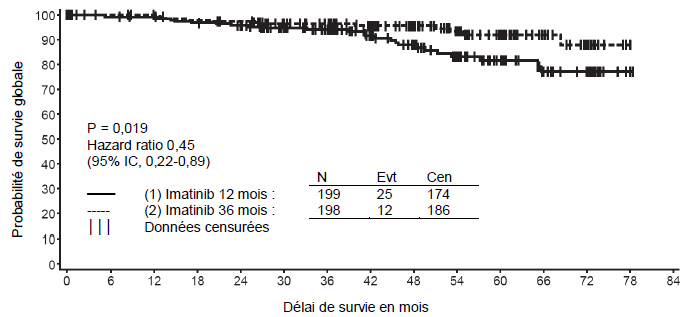 Probabilité de survie globale
100
90
80
70
60
50
40
30
20
10
0
P = 0,019
Hazard ratio 0,45
(95% IC, 0,22-0,89)
N Evt Cen
(1) Imatinib 12 mois : 199 25 174
(2) Imatinib 36 mois : 198 12 186
Données censurées
0 6 12 18 24 30 36 42 48 54 60 66 72 78 84
Délai de survie en mois